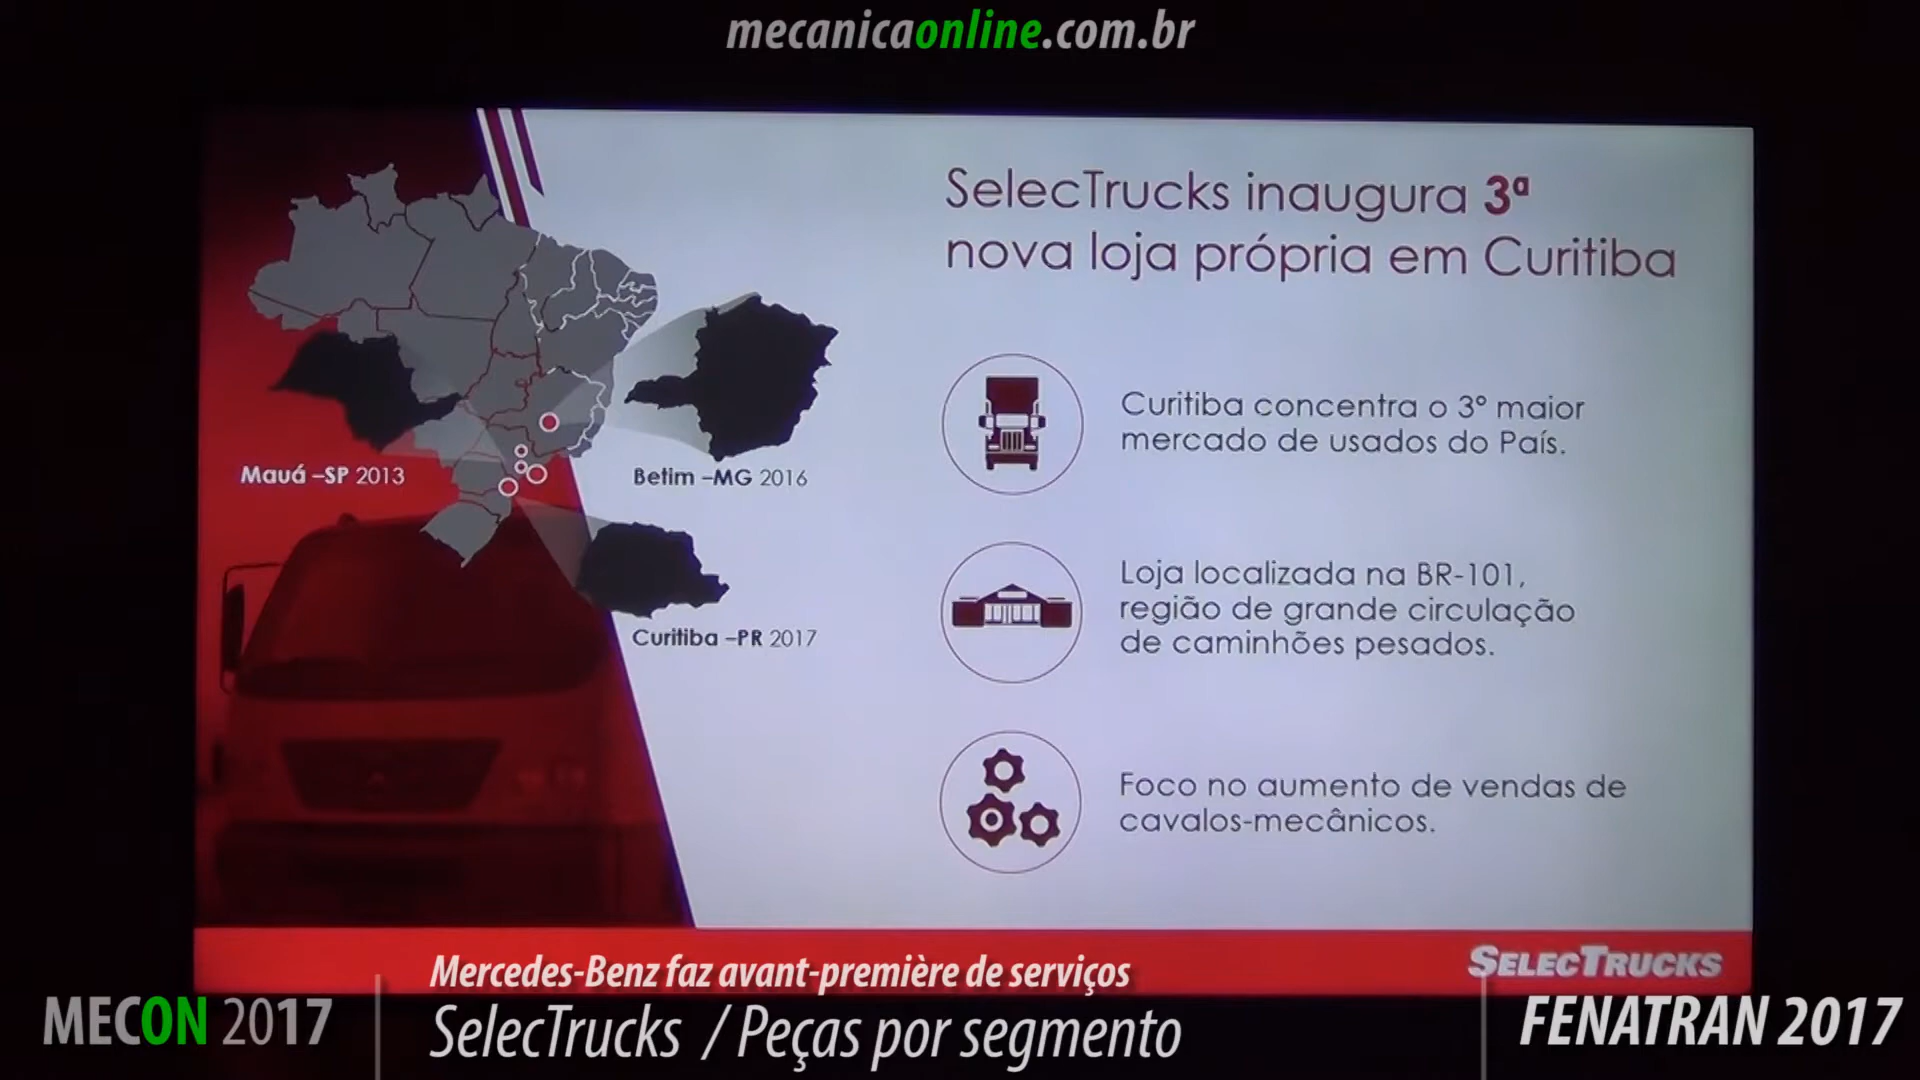 mecanicaonline.com.br
SelecTrucks inaugura 3ª
nova loja própria em Curitiba
Curitiba concentra o 3º maior
mercado de usados do País.
Mauá –SP 2013
Betim –MG 2016
Loja localizada na BR-101,
região de grande circulação
de caminhões pesados.
Curitiba –PR 2017
Foco no aumento de vendas de
cavalos-mecânicos.
SELECTRUCKS
Mercedes-Benz faz avant-première de serviços
MECON 2017
SelecTrucks / Peças por segmento
FENATRAN 2017